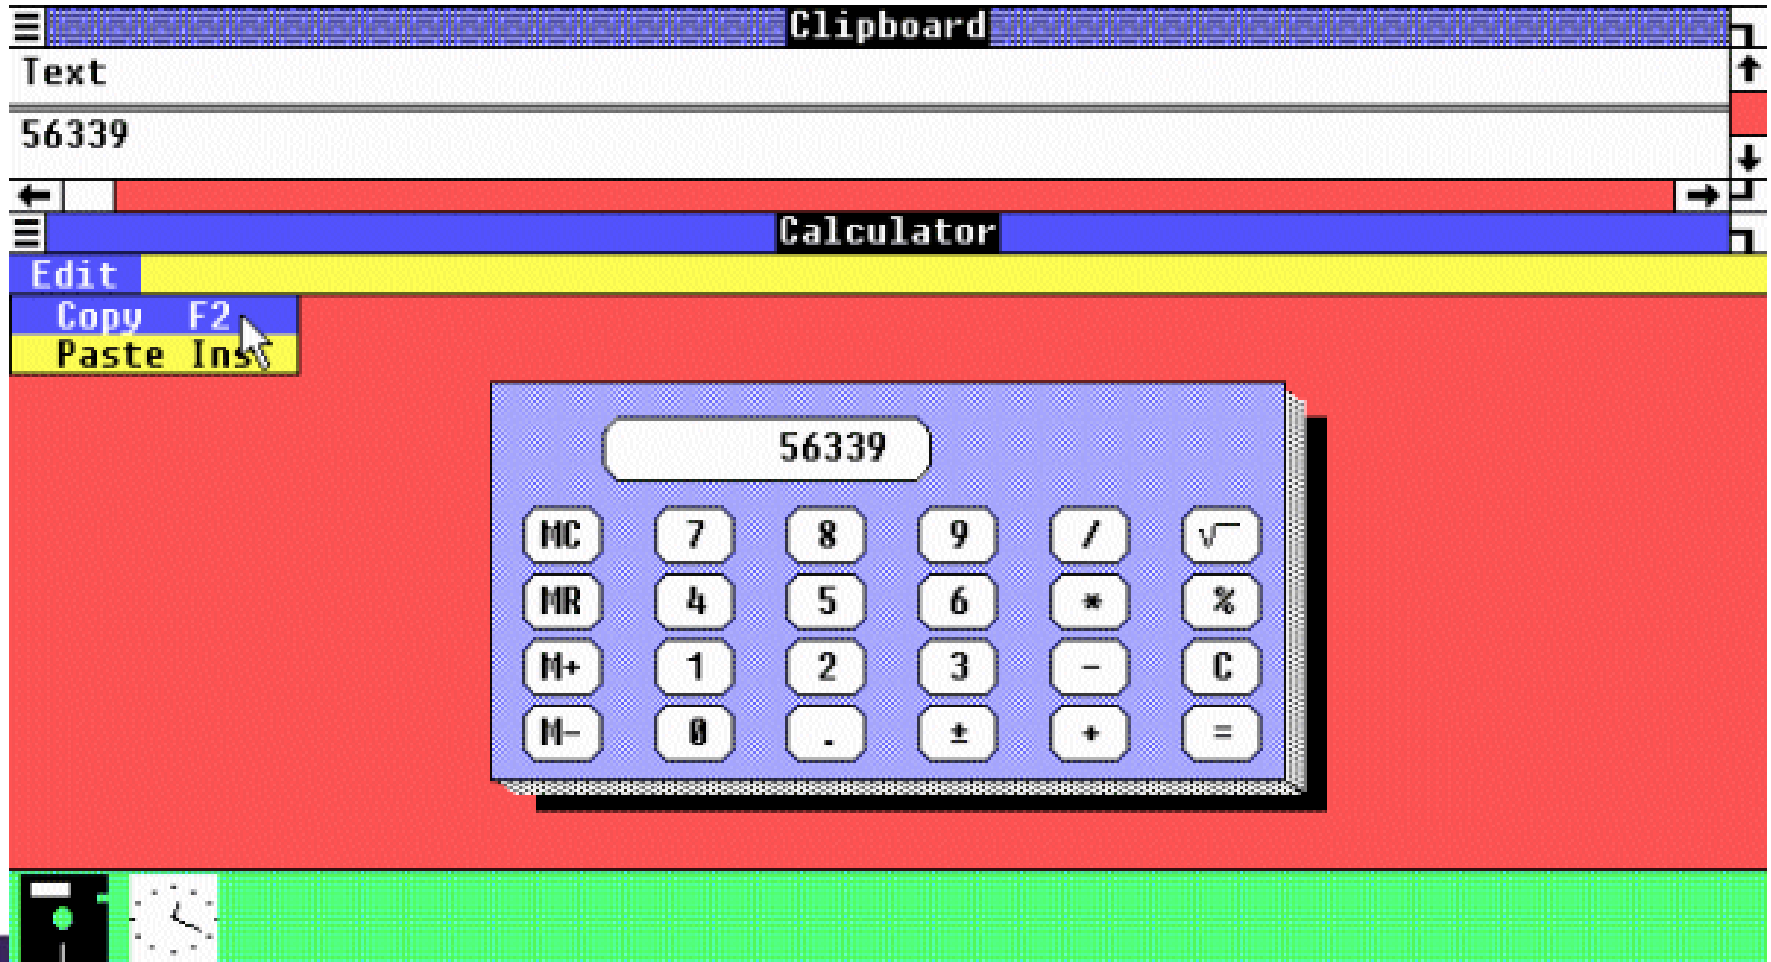 Clipboard
Text
56339
Calculator
Edit
Copy F2
Paste Ins
56339
MC 7 8 9 / √
MR 4 5 6 * %
M+ 1 2 3 - C
M- 0 . ± + =